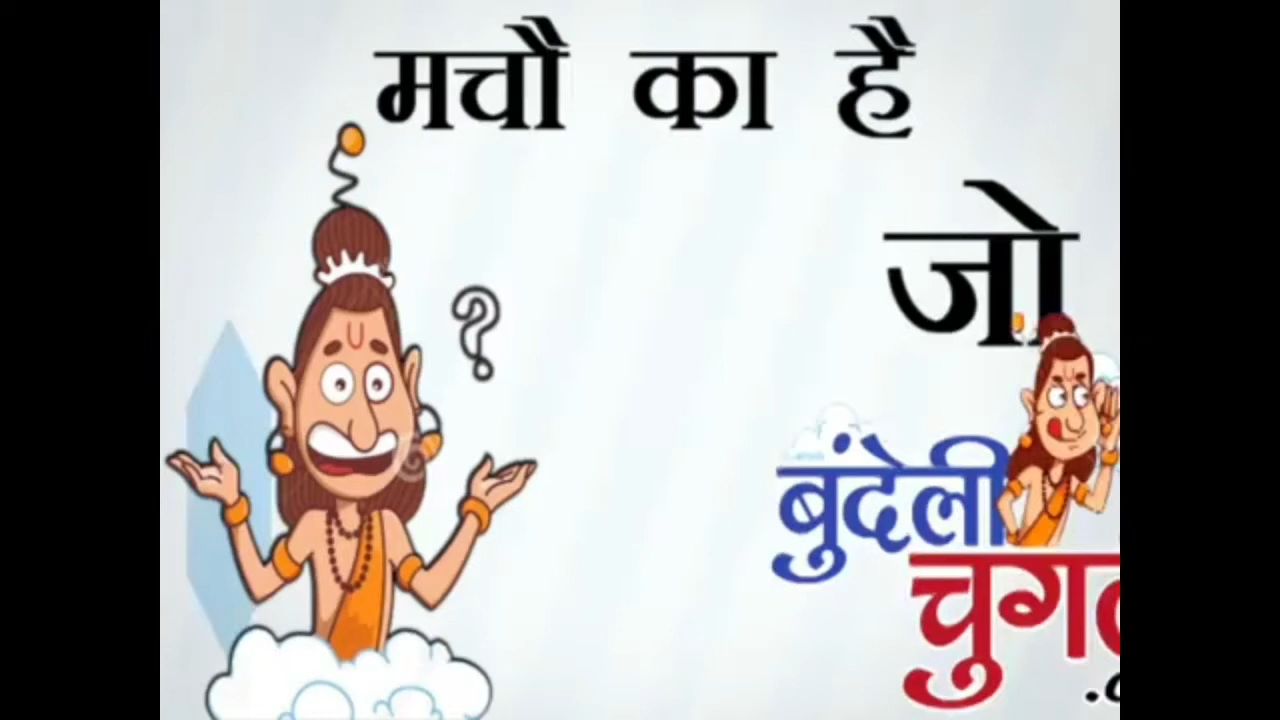 मचौ का है
जो
?
बुंदेली